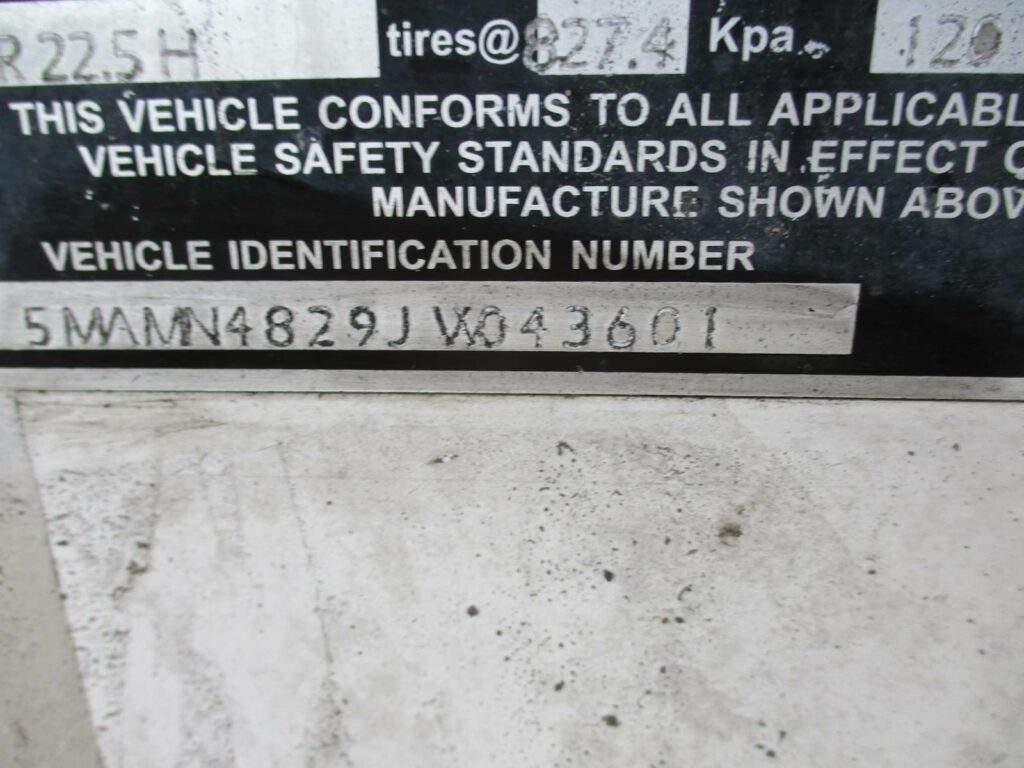 R 22.5 H tires@ 827.4 Kpa 120
THIS VEHICLE CONFORMS TO ALL APPLICABL
VEHICLE SAFETY STANDARDS IN EFFECT O
MANUFACTURE SHOWN ABOV
VEHICLE IDENTIFICATION NUMBER
5MAMN4829JW043601